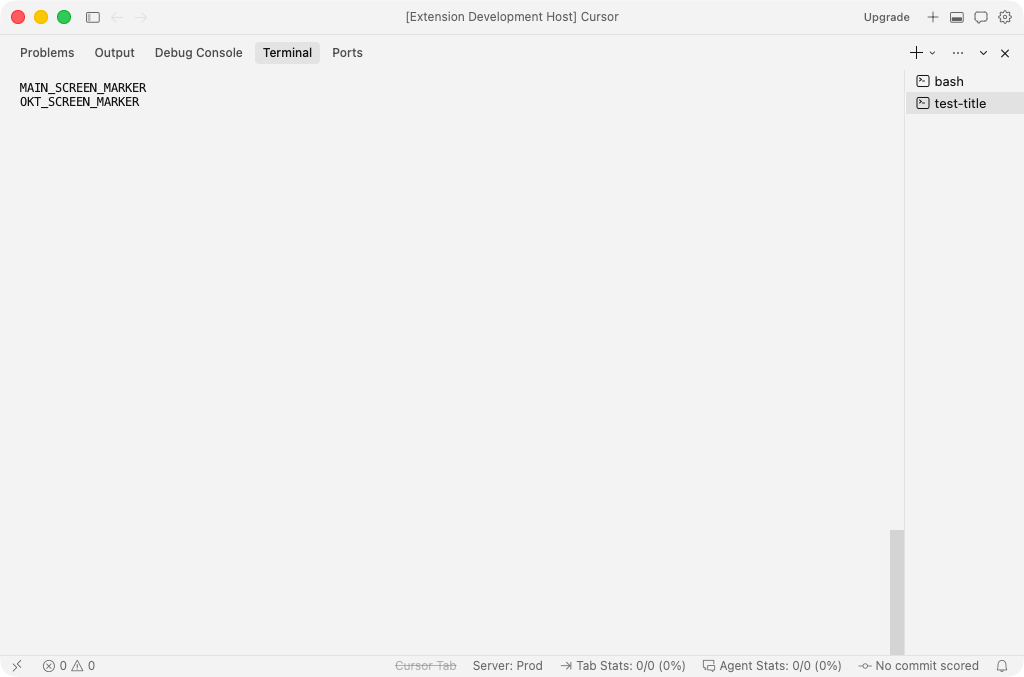 [Extension Development Host] Cursor
Upgrade
Problems Output Debug Console Terminal Ports
MAIN_SCREEN_MARKER
OKT_SCREEN_MARKER
bash
test-title
0 0 Cursor Tab Server: Prod Tab Stats: 0/0 (0%) Agent Stats: 0/0 (0%) No commit scored